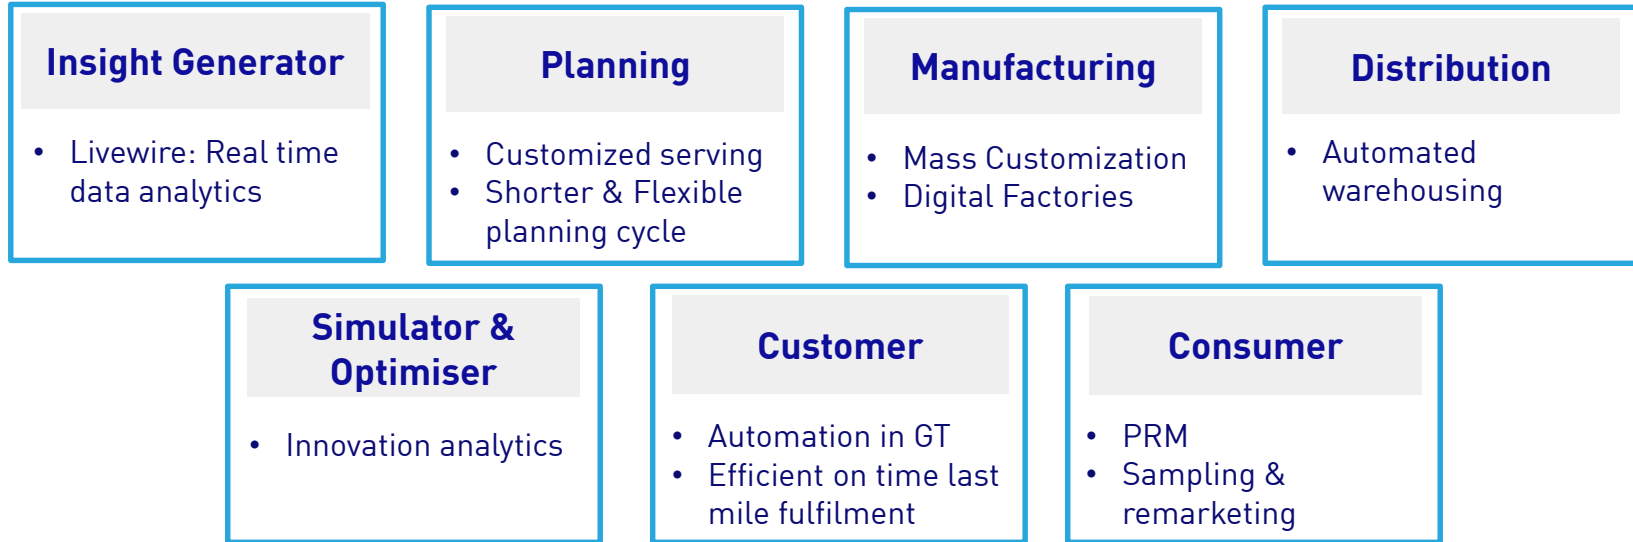 Insight Generator
• Livewire: Real time
data analytics
Planning
• Customized serving
• Shorter & Flexible
planning cycle
Manufacturing
• Mass Customization
• Digital Factories
Distribution
• Automated
warehousing
Simulator &
Optimiser
• Innovation analytics
Customer
• Automation in GT
• Efficient on time last
mile fulfilment
Consumer
• PRM
• Sampling &
remarketing